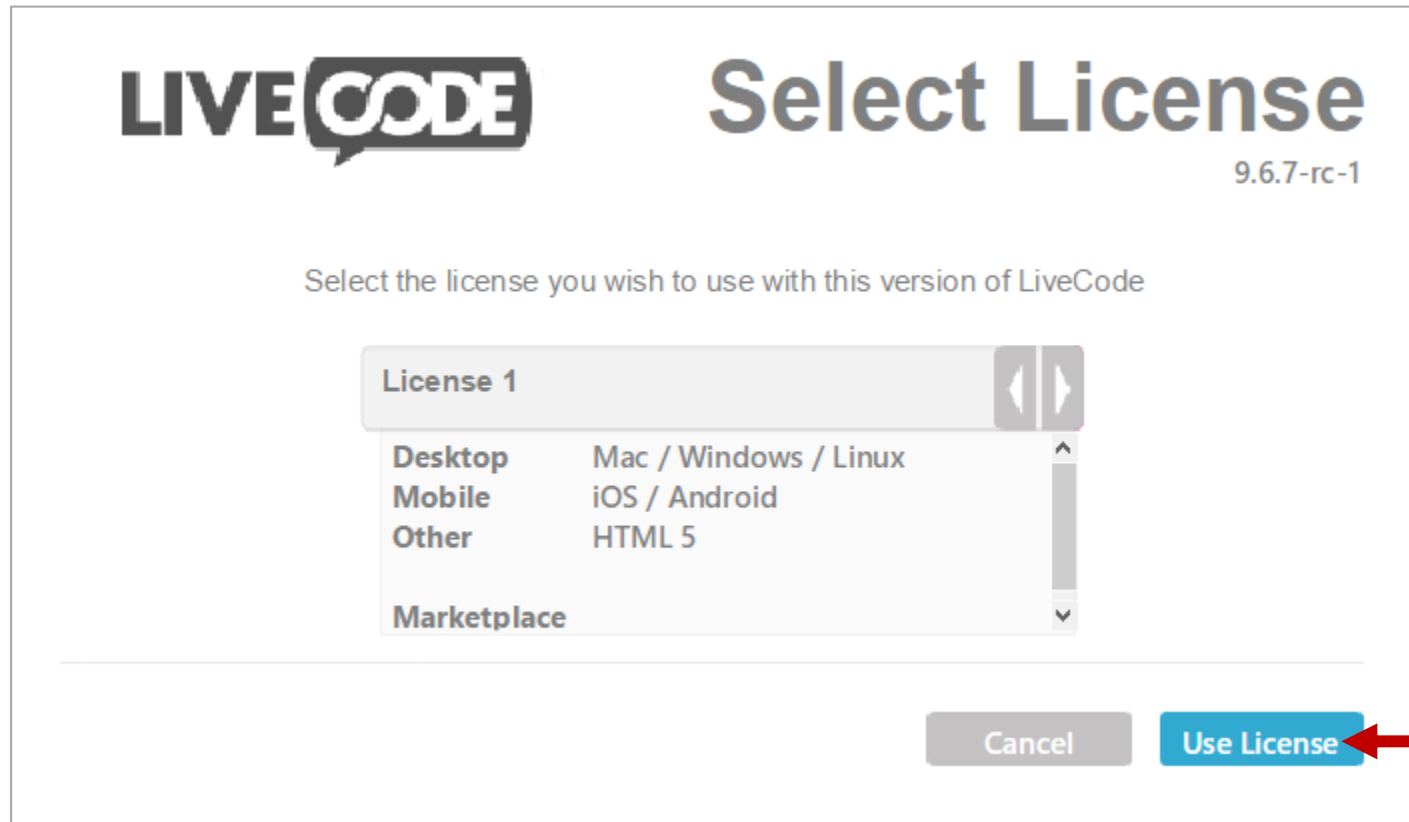 LIVECODE
Select License
9.6.7-rc-1
Select the license you wish to use with this version of LiveCode
License 1
Desktop Mac / Windows / Linux
Mobile iOS / Android
Other HTML 5
Marketplace
Cancel
Use License